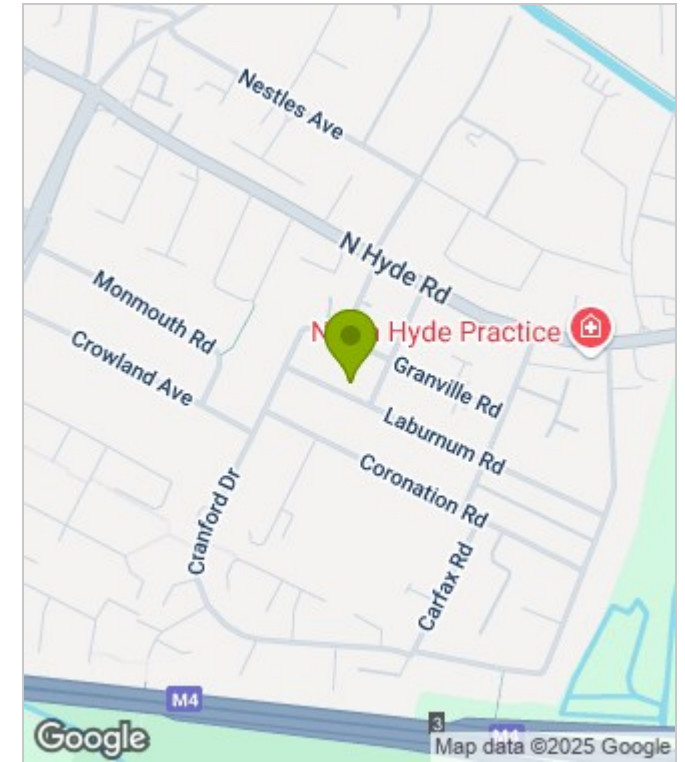 Nestles Ave
N Hyde Rd
Monmouth Rd
Hyde Practice
Crowland Ave
Granville Rd
Laburnum Rd
Coronation Rd
Cranford Dr
Carfax Rd
M4
3
M4
Google
Map data ©2025 Google